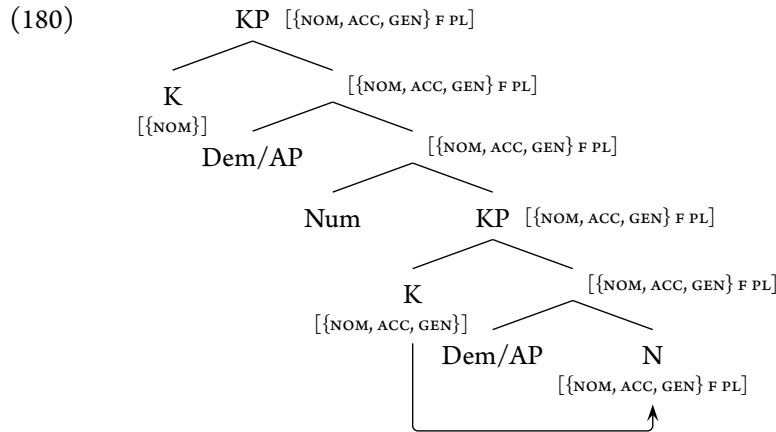 (180)
KP [{NOM, ACC, GEN} F PL]
K
[{NOM}]
[{NOM, ACC, GEN} F PL]
Dem/AP
[{NOM, ACC, GEN} F PL]
Num
KP [{NOM, ACC, GEN} F PL]
K
[{NOM, ACC, GEN}]
[{NOM, ACC, GEN} F PL]
Dem/AP
N
[{NOM, ACC, GEN} F PL]